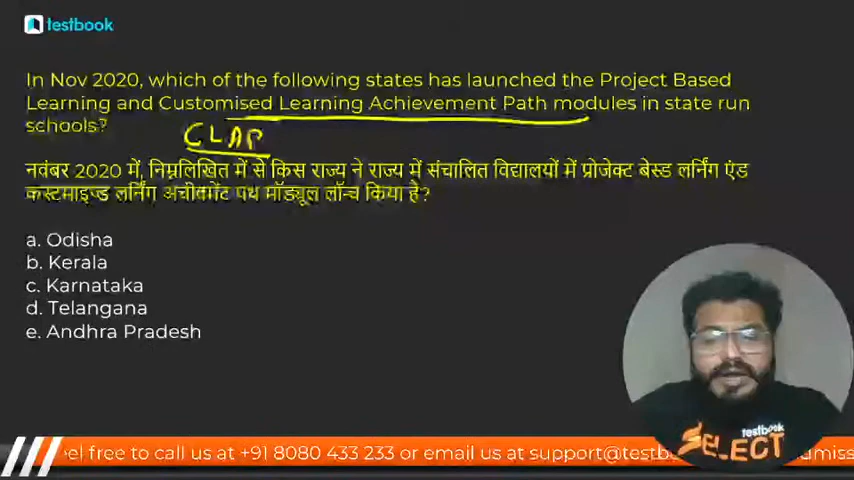 testbook
In Nov 2020, which of the following states has launched the Project Based
Learning and Customised Learning Achievement Path modules in state run
schools?
CLAP
नवंबर 2020 में, निम्नलिखित में से किस राज्य ने राज्य में संचालित विद्यालयों में प्रोजेक्ट बेस्ड लर्निंग एंड
कस्टमाइज्ड लर्निंग अचीवमेंट पथ मॉड्यूल लॉन्च किया है?
a. Odisha
b. Kerala
c. Karnataka
d. Telangana
e. Andhra Pradesh
testbook
SELECT
feel free to call us at +91 8080 433 233 or email us at support@testb